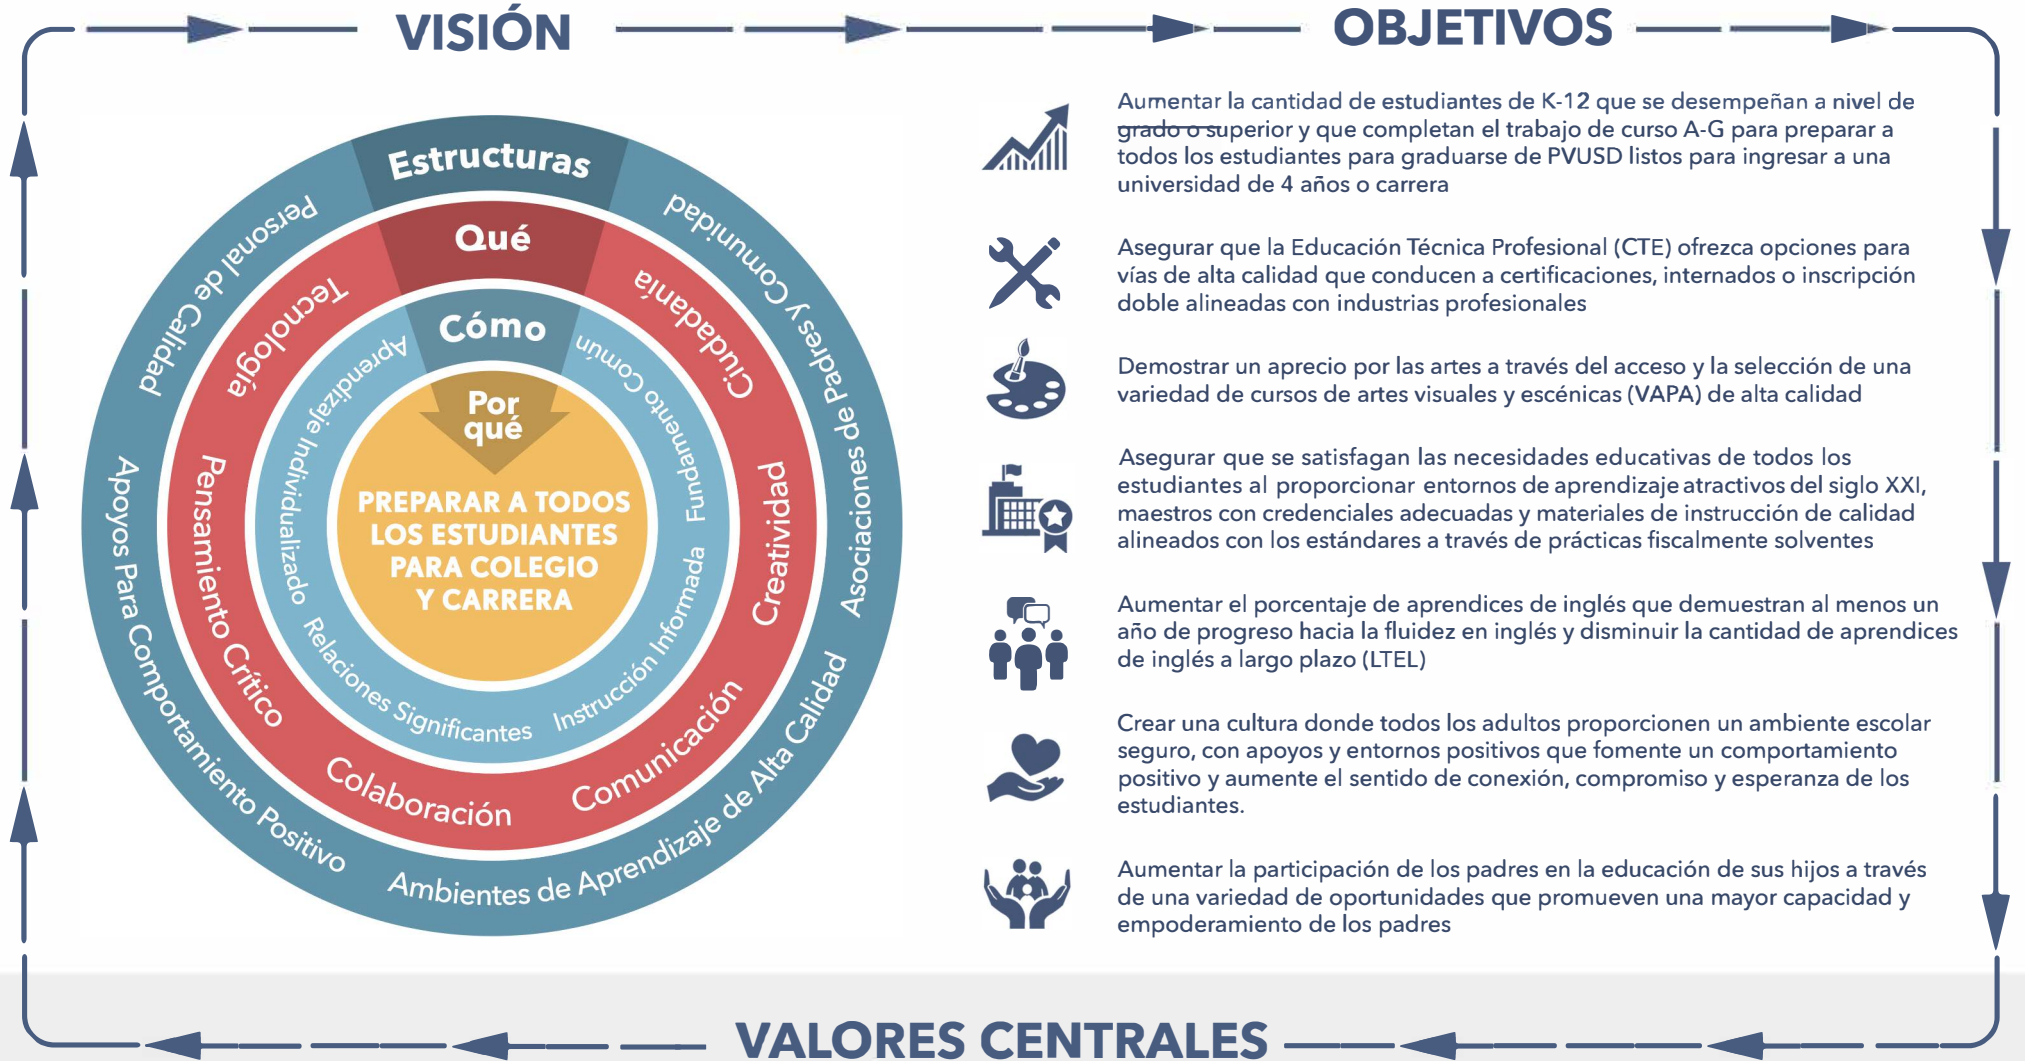 VISIÓN
OBJETIVOS
Estructuras
Personal de Calidad
Asociaciones de Padres y Comunidad
Apoyos Para Comportamiento Positivo
Ambientes de Aprendizaje de Alta Calidad
Qué
Tecnología
Ciudadanía
Pensamiento Crítico
Creatividad
Colaboración
Comunicación
Cómo
Aprendizaje Individualizado
Fundamento Común
Relaciones Significantes
Instrucción Informada
Por
qué
PREPARAR A TODOS
LOS ESTUDIANTES
PARA COLEGIO
Y CARRERA
Aumentar la cantidad de estudiantes de K-12 que se desempeñan a nivel de
grado o superior y que completan el trabajo de curso A-G para preparar a
todos los estudiantes para graduarse de PVUSD listos para ingresar a una
universidad de 4 años o carrera
Asegurar que la Educación Técnica Profesional (CTE) ofrezca opciones para
vías de alta calidad que conducen a certificaciones, internados o inscripción
doble alineadas con industrias profesionales
Demostrar un aprecio por las artes a través del acceso y la selección de una
variedad de cursos de artes visuales y escénicas (VAPA) de alta calidad
Asegurar que se satisfagan las necesidades educativas de todos los
estudiantes al proporcionar entornos de aprendizaje atractivos del siglo XXI,
maestros con credenciales adecuadas y materiales de instrucción de calidad
alineados con los estándares a través de prácticas fiscalmente solventes
Aumentar el porcentaje de aprendices de inglés que demuestran al menos un
año de progreso hacia la fluidez en inglés y disminuir la cantidad de aprendices
de inglés a largo plazo (LTEL)
Crear una cultura donde todos los adultos proporcionen un ambiente escolar
seguro, con apoyos y entornos positivos que fomente un comportamiento
positivo y aumente el sentido de conexión, compromiso y esperanza de los
estudiantes.
Aumentar la participación de los padres en la educación de sus hijos a través
de una variedad de oportunidades que promueven una mayor capacidad y
empoderamiento de los padres
VALORES CENTRALES